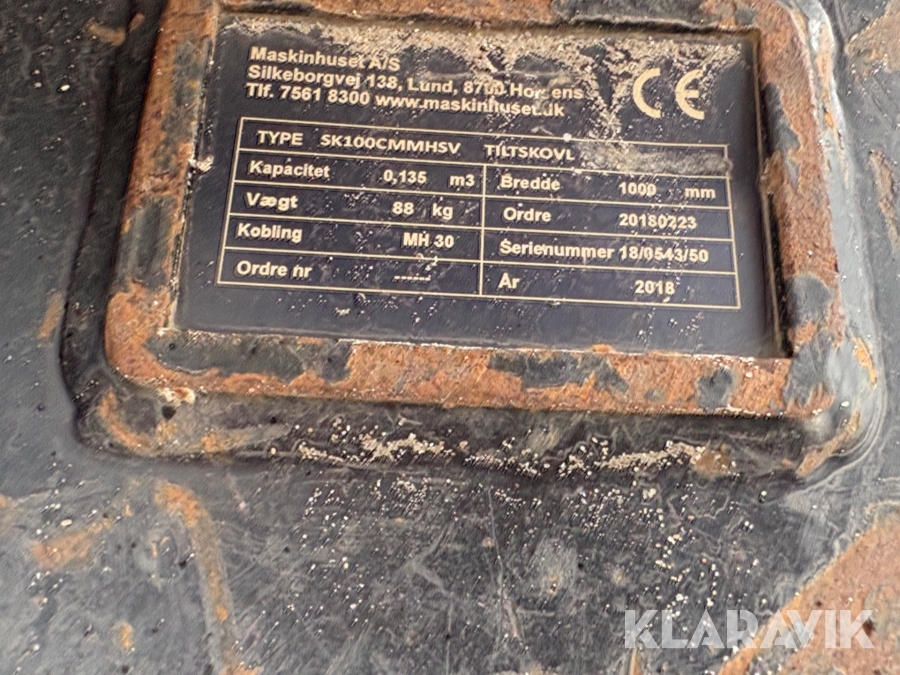 Maskinhuset A/S
Silkeborgvej 138, Lund, 8700 Horsens
Tlf. 7561 8300 www.maskinhuset.dk
CE
TYPE SK100CMMHSV TILTSKOVL
Kapacitet 0,135 m3 Bredde 1000 mm
Vægt 88 kg Ordre 20180223
Kobling MH 30 Serienummer 18/0543/50
Ordre nr ------ År 2018
KLARAVIK